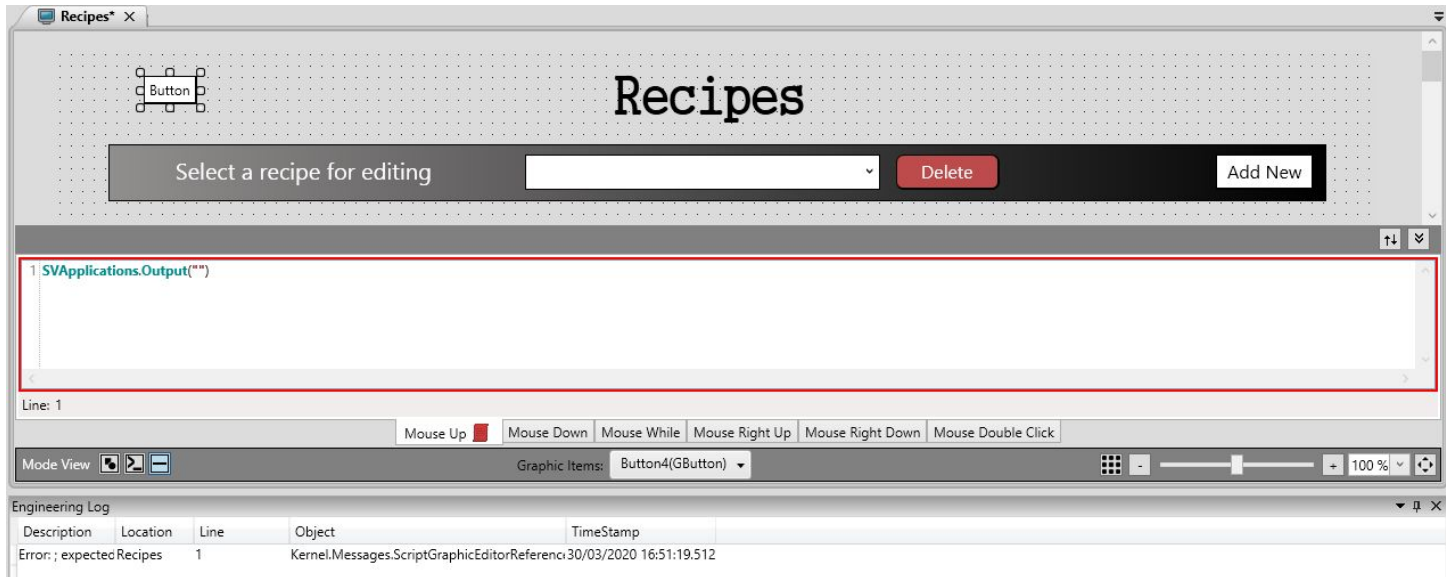 Recipes*
Button
Recipes
Select a recipe for editing
Delete
Add New
1 SVApplications.Output("")
Line: 1
Mouse Up Mouse Down Mouse While Mouse Right Up Mouse Right Down Mouse Double Click
Mode View Graphic Items: Button4(GButton) - + 100 %
Engineering Log
Description Location Line Object TimeStamp
Error: ; expected Recipes 1 Kernel.Messages.ScriptGraphicEditorReferenc 30/03/2020 16:51:19.512